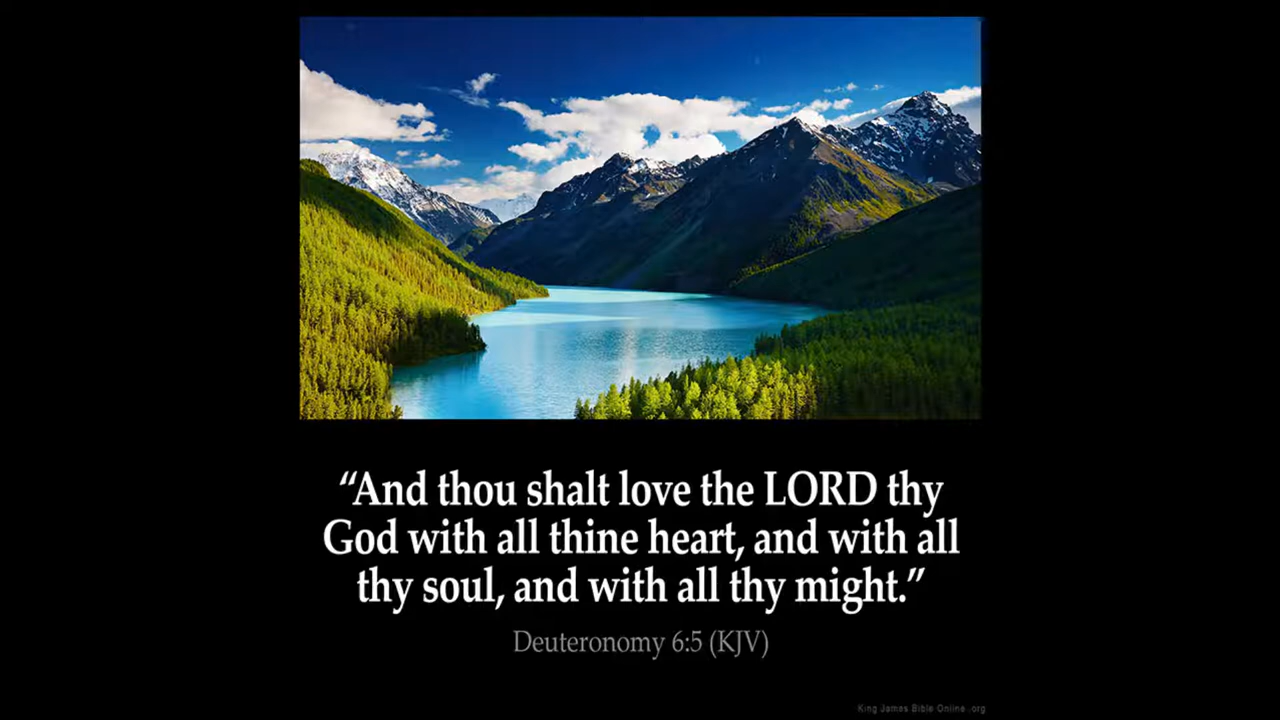 “And thou shalt love the LORD thy
God with all thine heart, and with all
thy soul, and with all thy might.”
Deuteronomy 6:5 (KJV)
King James Bible Online .org